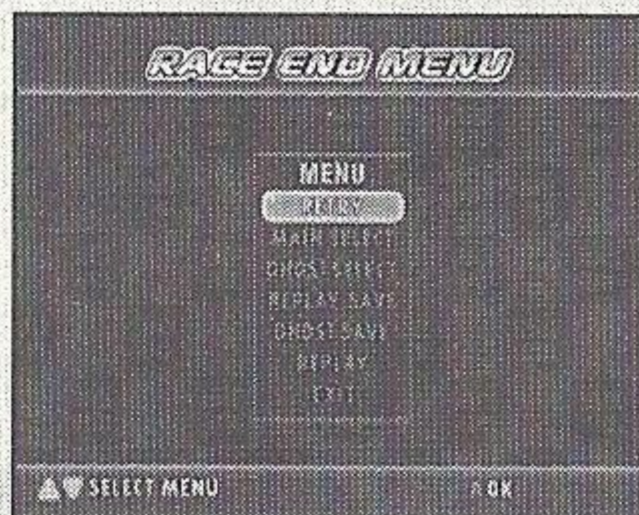 RACE END MENU
MENU
RETRY
MAIN SELECT
GHOST SELECT
REPLAY SAVE
GHOST SAVE
REPLAY
EXIT
SELECT MENU
OK